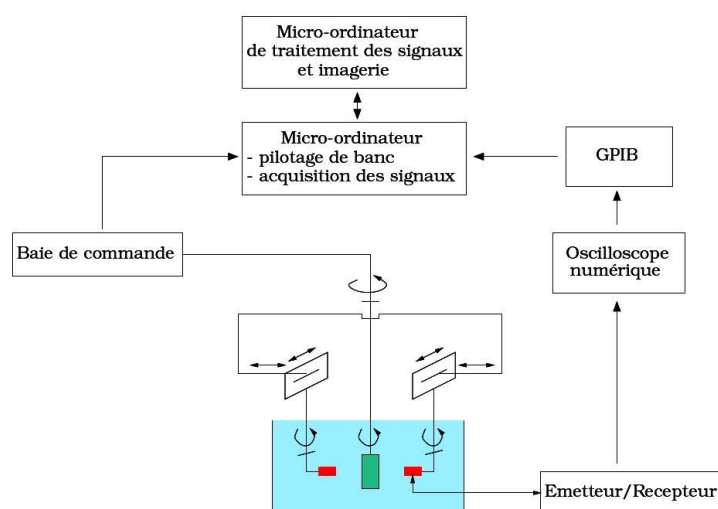 Micro-ordinateur
de traitement des signaux
et imagerie
Micro-ordinateur
- pilotage de banc
- acquisition des signaux
GPIB
Baie de commande
Oscilloscope
numérique
Emetteur/Recepteur